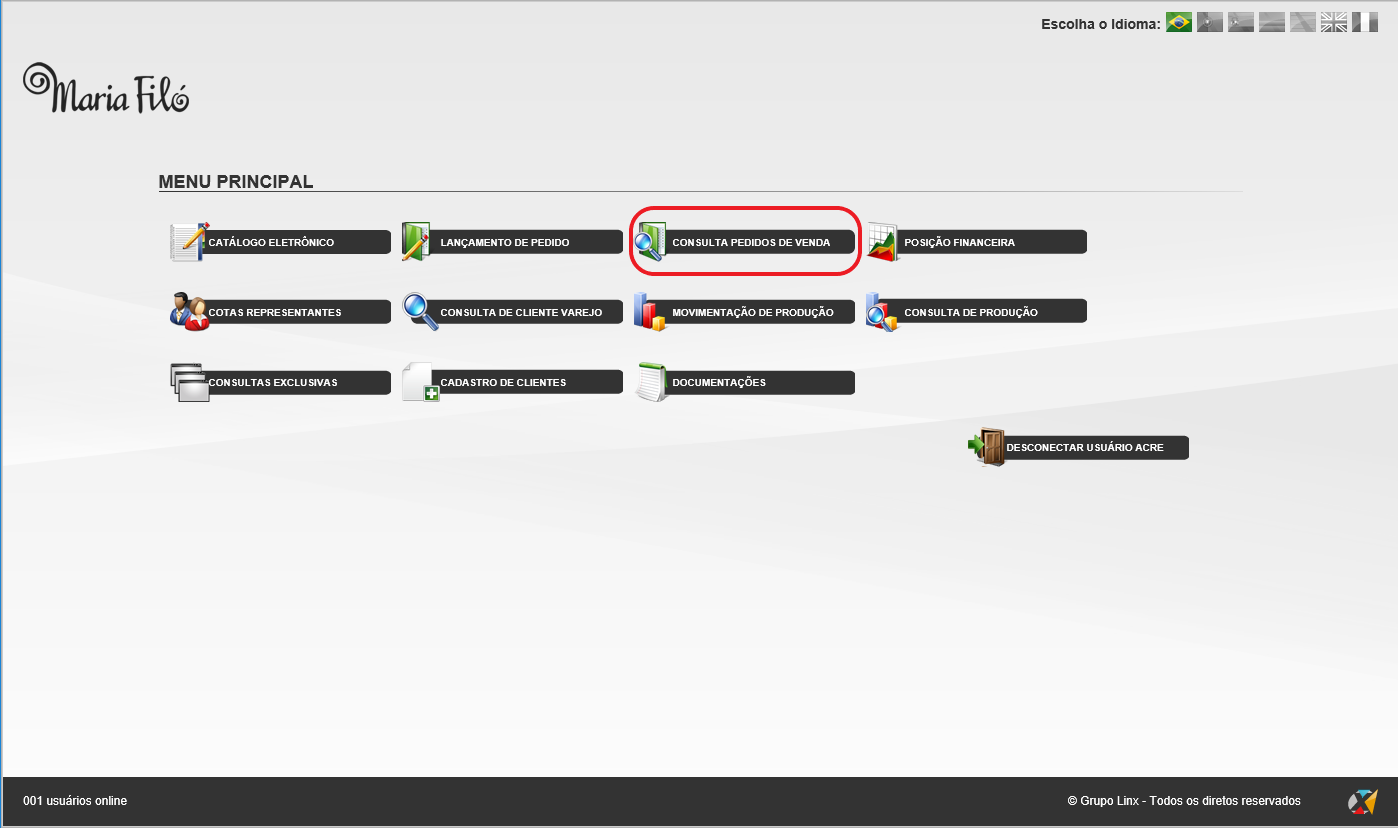 Escolha o Idioma:
Maria Filó
MENU PRINCIPAL
CATÁLOGO ELETRÔNICO
LANÇAMENTO DE PEDIDO
CONSULTA PEDIDOS DE VENDA
POSIÇÃO FINANCEIRA
COTAS REPRESENTANTES
CONSULTA DE CLIENTE VAREJO
MOVIMENTAÇÃO DE PRODUÇÃO
CONSULTA DE PRODUÇÃO
CONSULTAS EXCLUSIVAS
CADASTRO DE CLIENTES
DOCUMENTAÇÕES
DESCONECTAR USUÁRIO ACRE
001 usuários online
© Grupo Linx - Todos os diretos reservados